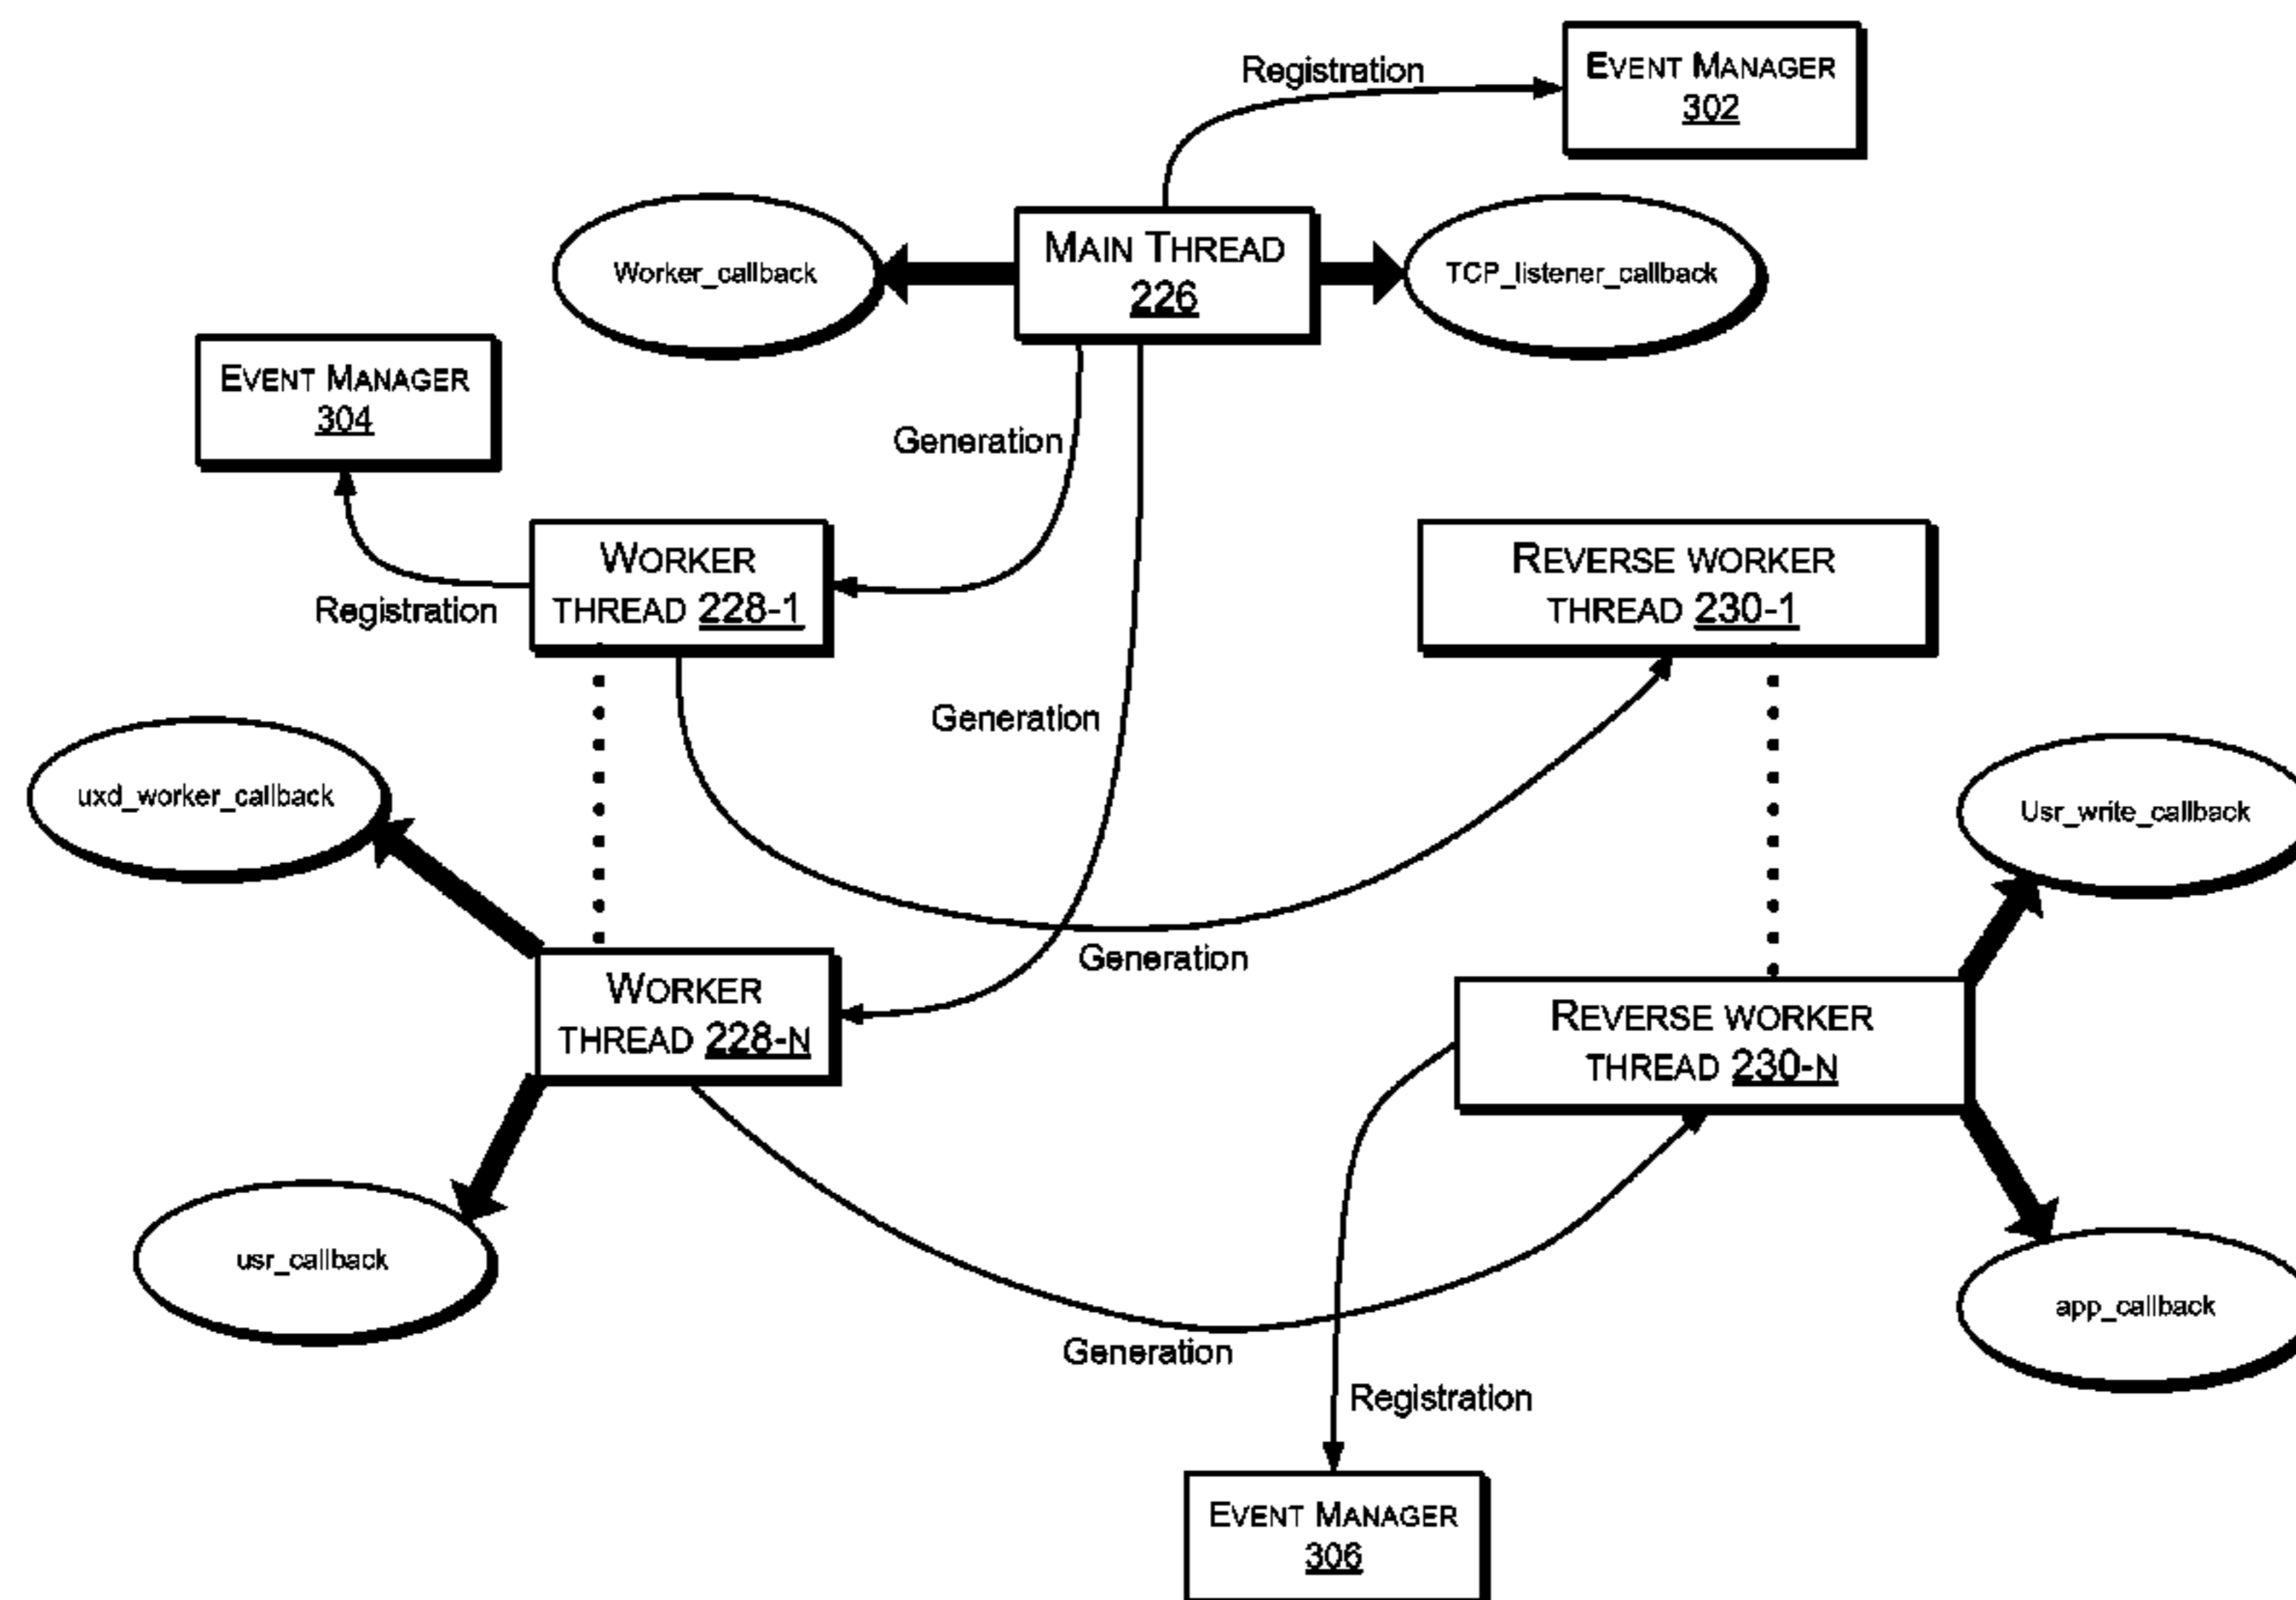 Registration
EVENT MANAGER
302
Worker_callback
MAIN THREAD
226
TCP_listener_callback
EVENT MANAGER
304
Generation
WORKER
THREAD 228-1
Registration
REVERSE WORKER
THREAD 230-1
Generation
uxd_worker_callback
Usr_write_callback
Generation
WORKER
THREAD 228-N
REVERSE WORKER
THREAD 230-N
usr_callback
app_callback
Generation
Registration
EVENT MANAGER
306